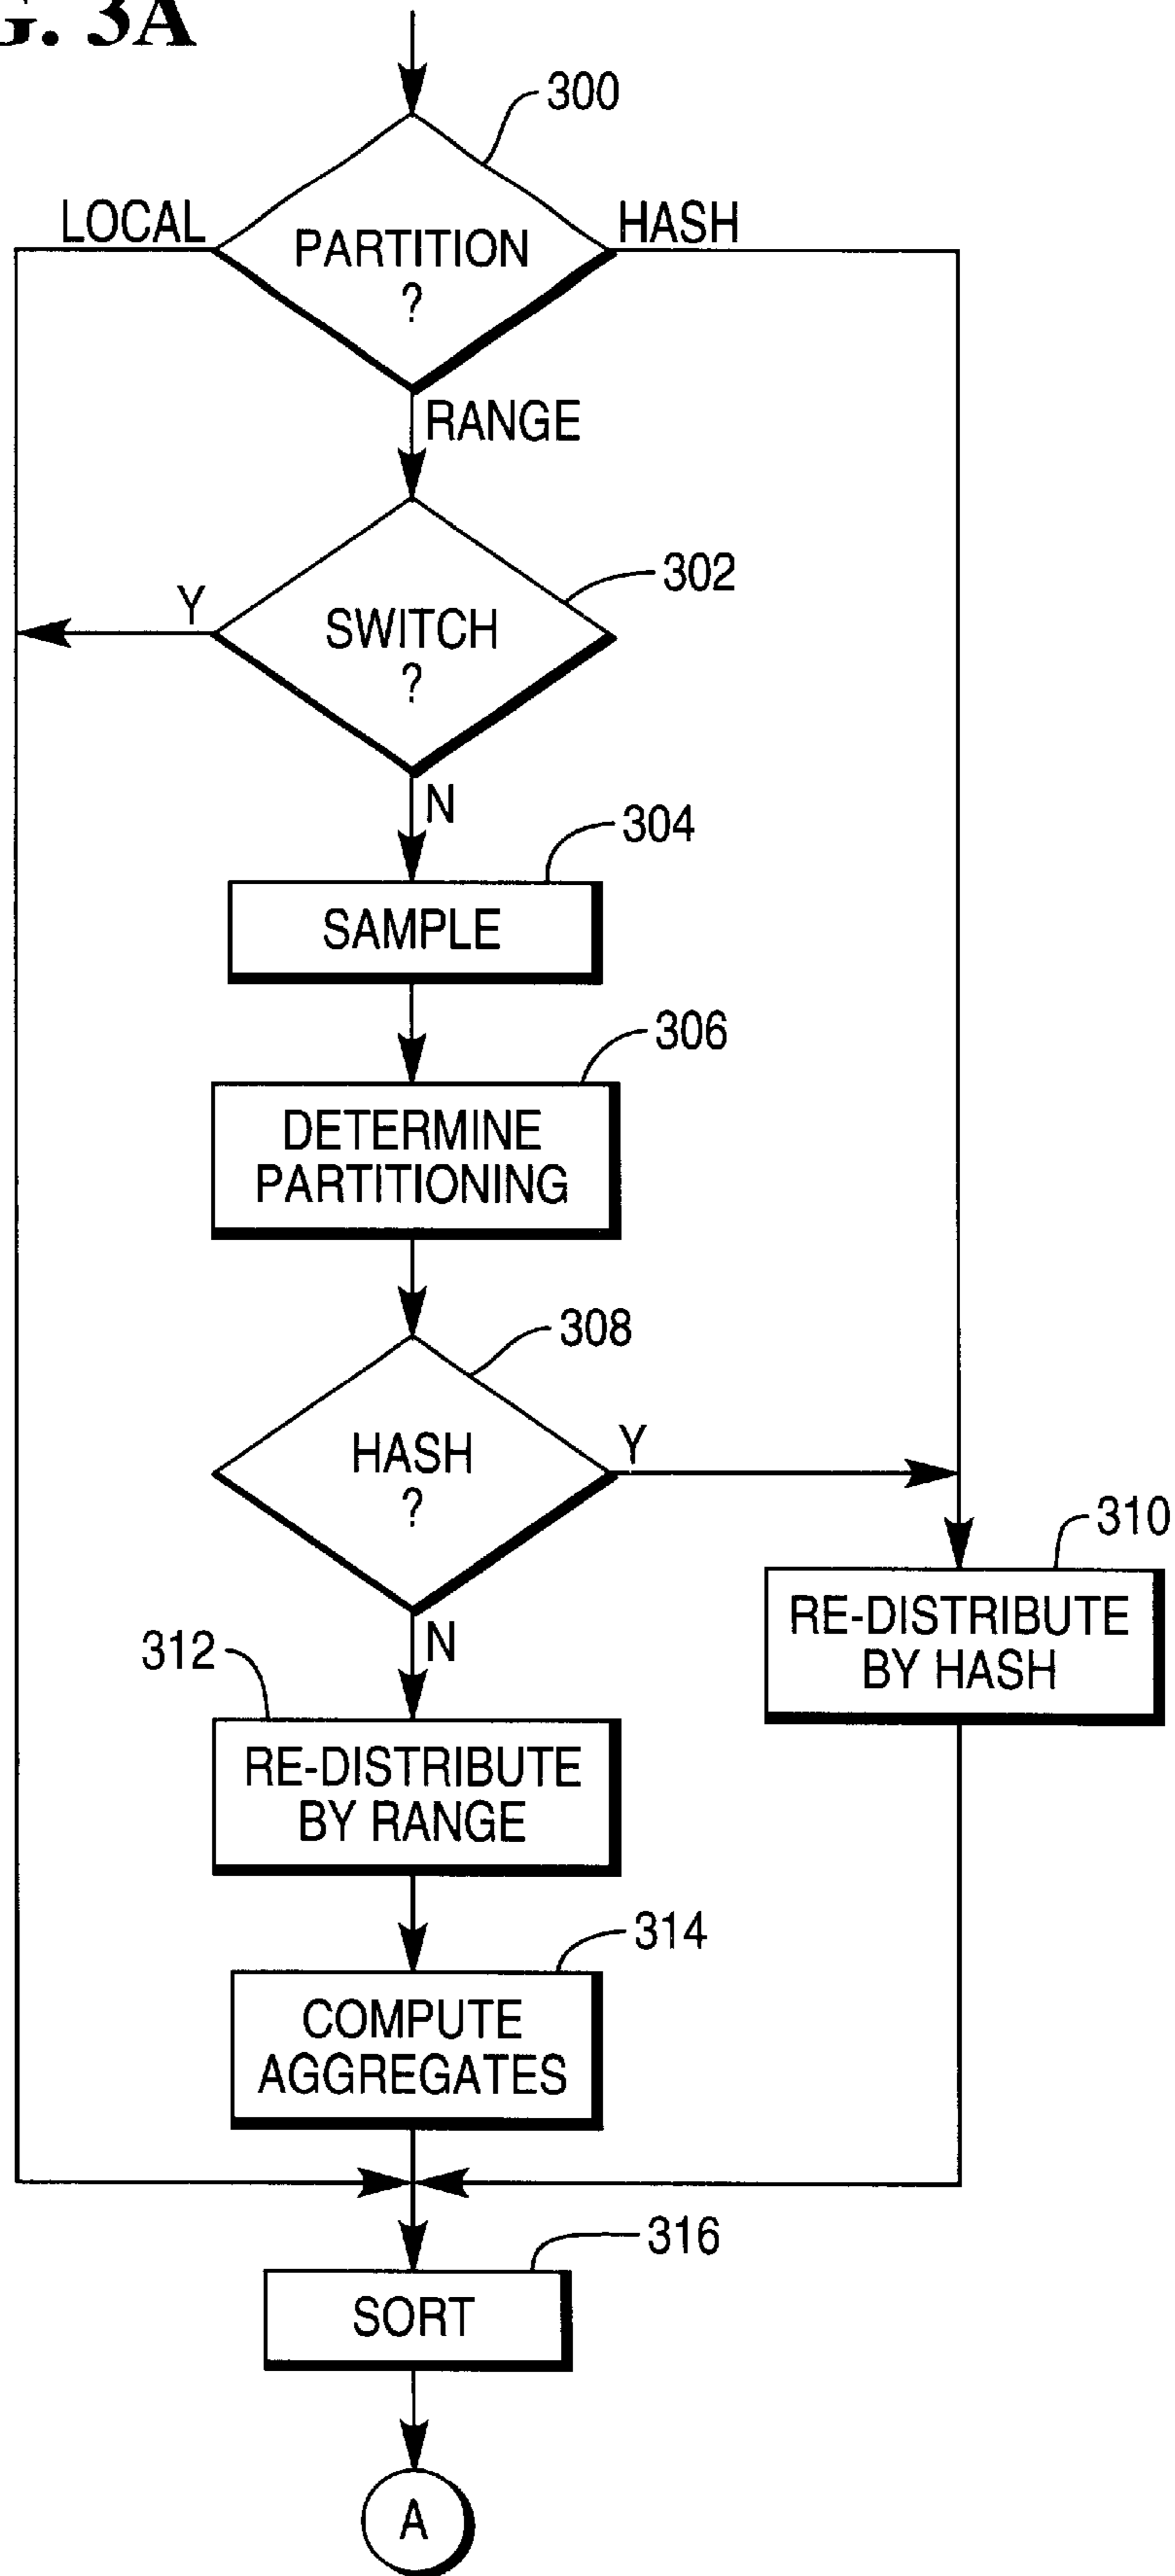 G. 3A
300
LOCAL
HASH
PARTITION
?
RANGE
302
Y
SWITCH
?
N
304
SAMPLE
306
DETERMINE
PARTITIONING
308
HASH
?
Y
310
RE-DISTRIBUTE
BY HASH
N
312
RE-DISTRIBUTE
BY RANGE
314
COMPUTE
AGGREGATES
316
SORT
A